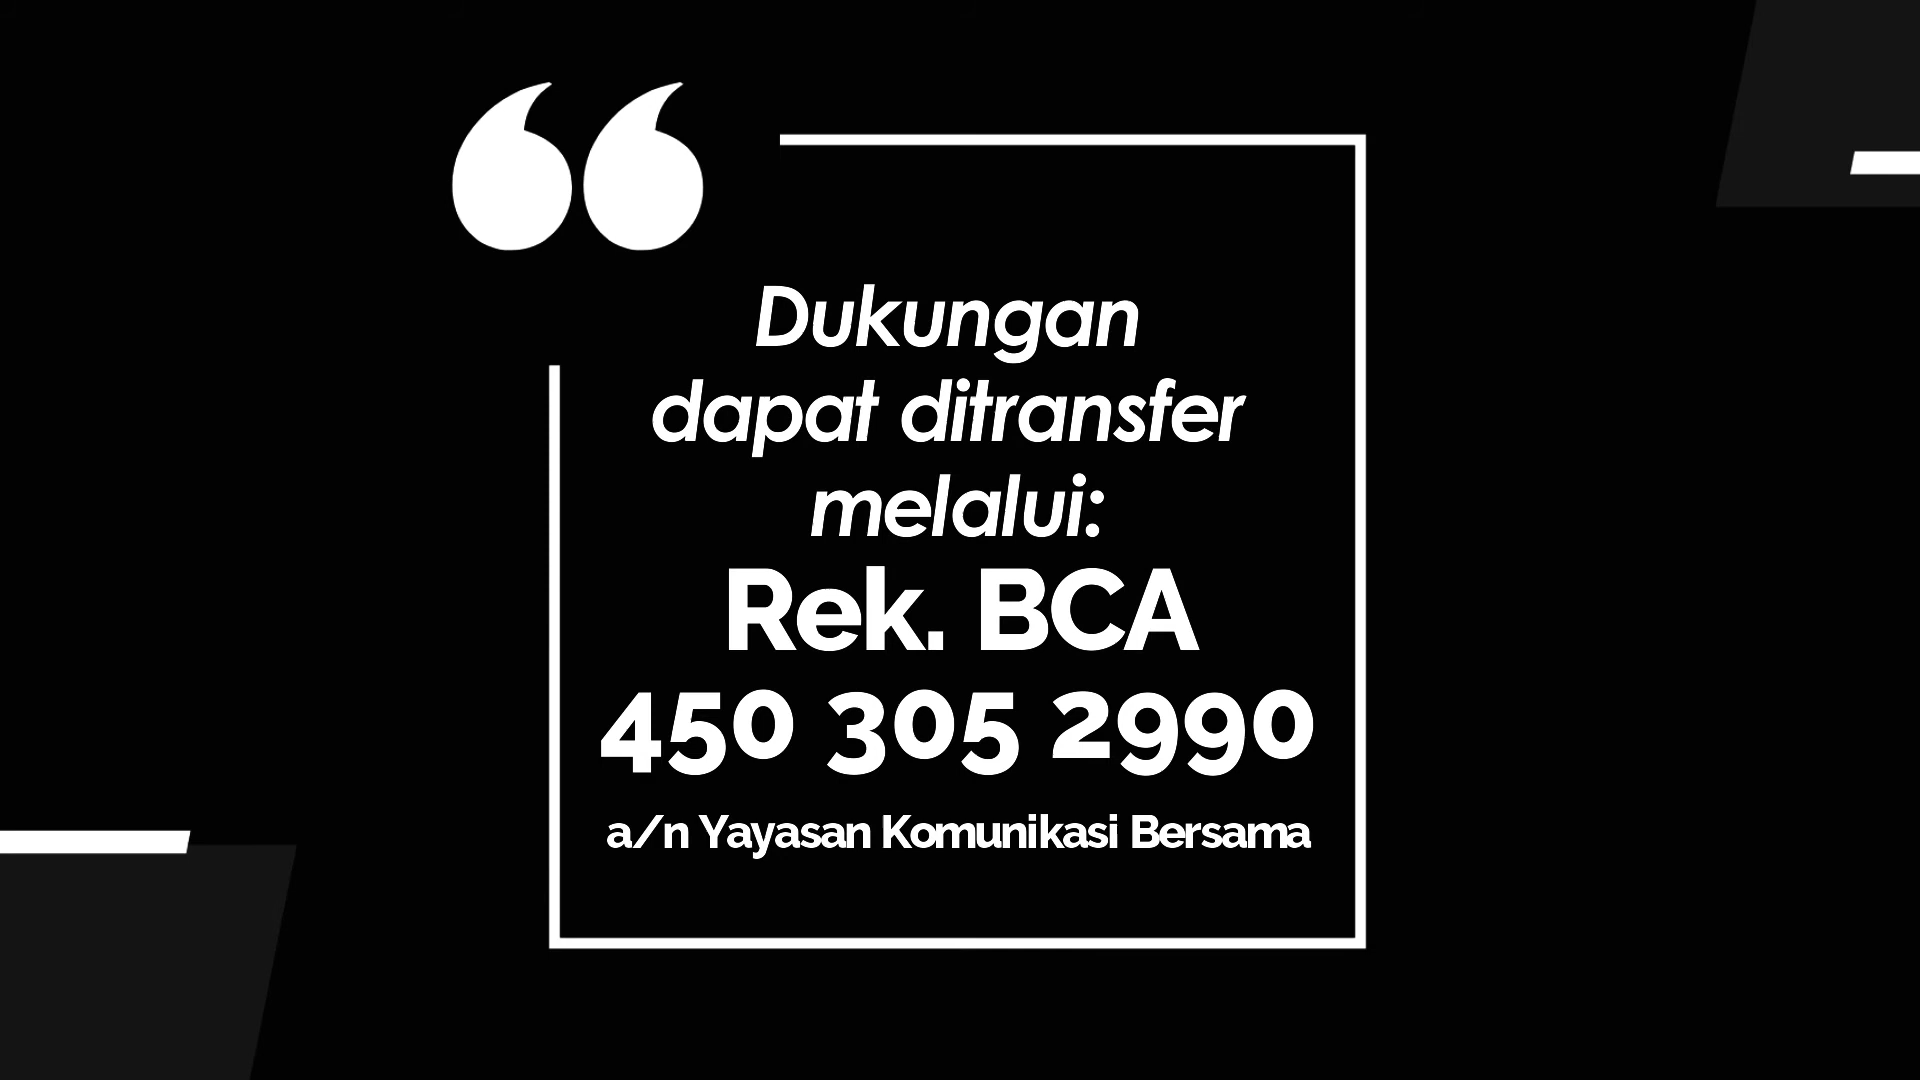 Dukungan
dapat ditransfer
melalui:
Rek. BCA
450 305 2990
a/n Yayasan Komunikasi Bersama